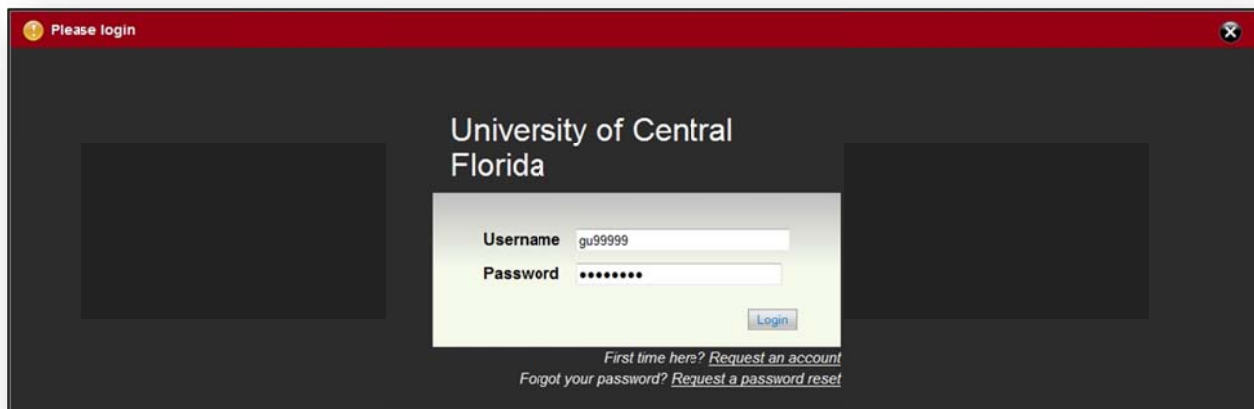 Please login
University of Central
Florida
Username gu99999
Password ••••••••
Login
First time here? Request an account
Forgot your password? Request a password reset